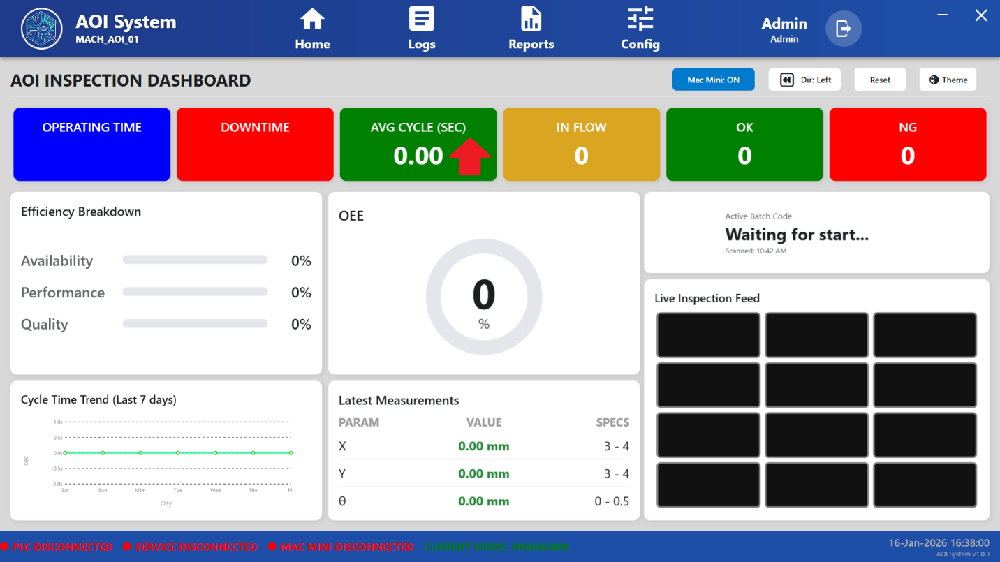 AOI System
MACH_AOI_01
Home
Logs
Reports
Config
Admin
Admin
AOI INSPECTION DASHBOARD
Mac Mini: ON
Dir: Left
Reset
Theme
OPERATING TIME
DOWNTIME
AVG CYCLE (SEC)
0.00
IN FLOW
0
OK
0
NG
0
Efficiency Breakdown
Availability 0%
Performance 0%
Quality 0%
OEE
0
%
Active Batch Code
Waiting for start...
Scanned: 10:42 AM
Live Inspection Feed
Cycle Time Trend (Last 7 days)
sec
1.0s
0.5s
0.0s
-0.5s
-1.0s
Sat Sun Mon Tue Wed Thu Fri
Day
Latest Measurements
PARAM VALUE SPECS
X 0.00 mm 3 - 4
Y 0.00 mm 3 - 4
θ 0.00 mm 0 - 0.5
PLC DISCONNECTED SERVICE DISCONNECTED MAC MINI DISCONNECTED CURRENT MODE: UNKNOWN
16-Jan-2026 16:38:00
AOI System v1.0.3